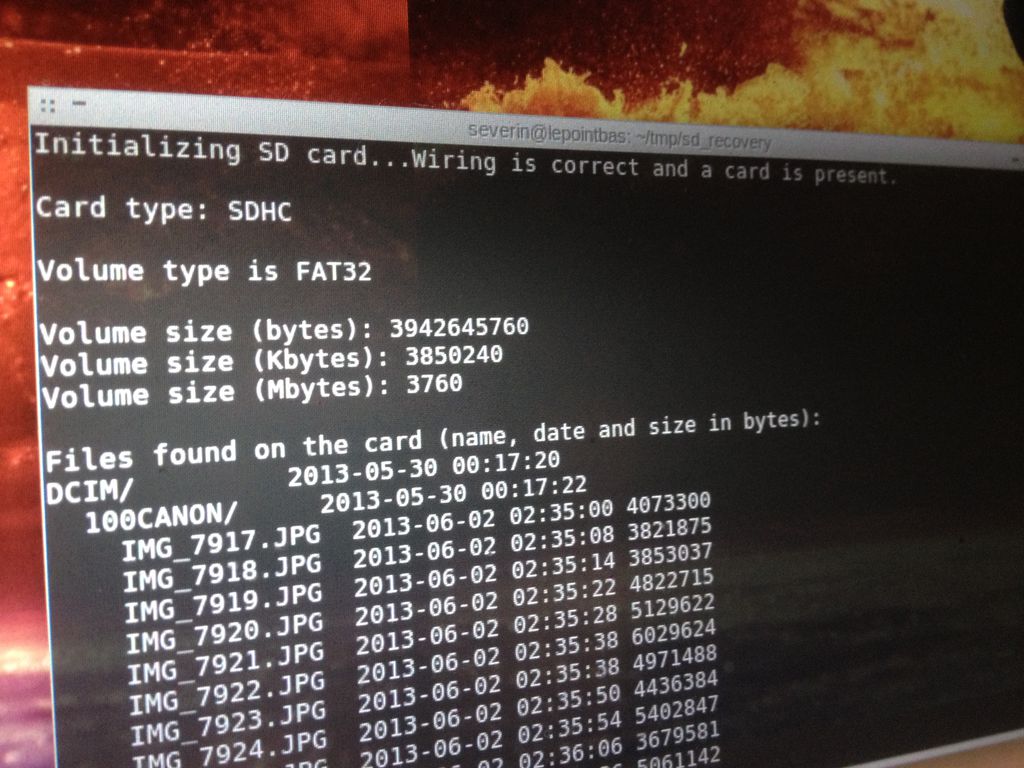 severin@lepointbas: ~/tmp/sd_recovery
Initializing SD card...Wiring is correct and a card is present.
Card type: SDHC
Volume type is FAT32
Volume size (bytes): 3942645760
Volume size (Kbytes): 3850240
Volume size (Mbytes): 3760
Files found on the card (name, date and size in bytes):
DCIM/ 2013-05-30 00:17:20
100CANON/ 2013-05-30 00:17:22
IMG_7917.JPG 2013-06-02 02:35:00 4073300
IMG_7918.JPG 2013-06-02 02:35:08 3821875
IMG_7919.JPG 2013-06-02 02:35:14 3853037
IMG_7920.JPG 2013-06-02 02:35:22 4822715
IMG_7921.JPG 2013-06-02 02:35:28 5129622
IMG_7922.JPG 2013-06-02 02:35:38 6029624
IMG_7923.JPG 2013-06-02 02:35:38 4971488
IMG_7924.JPG 2013-06-02 02:35:50 4436384
2013-06-02 02:35:54 5402847
02:36:06 3679581
5061142